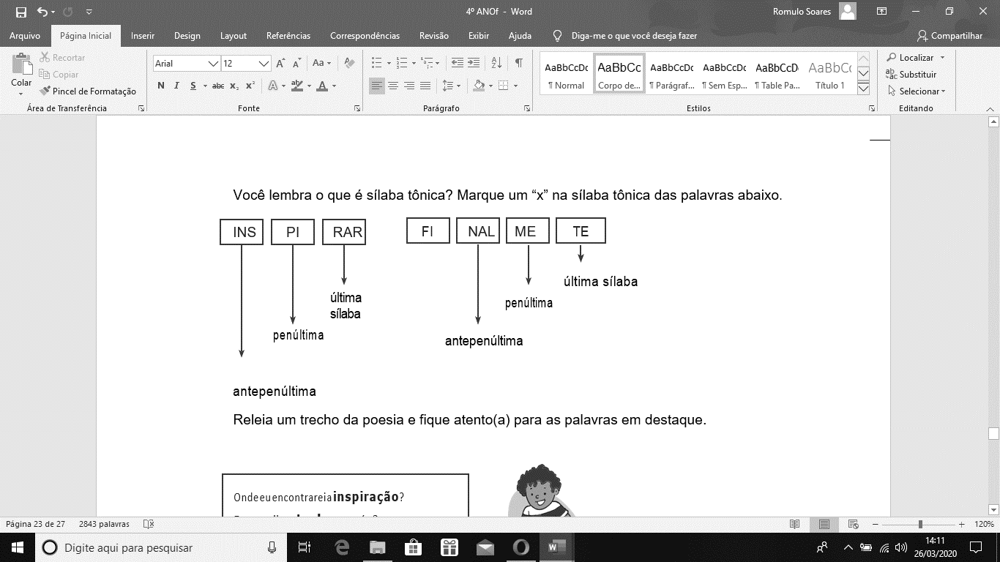 4º ANOf - Word
Romulo Soares
Arquivo Página Inicial Inserir Design Layout Referências Correspondências Revisão Exibir Ajuda Diga-me o que você deseja fazer Compartilhar
Colar
Recortar
Copiar
Pincel de Formatação
Área de Transferência
Arial 12
N I S abc x₂ x²
Fonte
Parágrafo
AaBbCcDc AaBbCc AaBbCcDc AaBbCcDc AaBbCcD AaBbC
¶ Normal Corpo de... ¶ Parágraf... ¶ Sem Esp... ¶ Table Pa... Título 1
Estilos
Localizar
Substituir
Selecionar
Editando
Você lembra o que é sílaba tônica? Marque um “x” na sílaba tônica das palavras abaixo.
INS PI RAR FI NAL ME TE
última sílaba
última
sílaba
penúltima
penúltima
antepenúltima
antepenúltima
Releia um trecho da poesia e fique atento(a) para as palavras em destaque.
Onde eu encontrareia inspiração?
Página 23 de 27 2843 palavras
120%
Digite aqui para pesquisar
14:11
26/03/2020